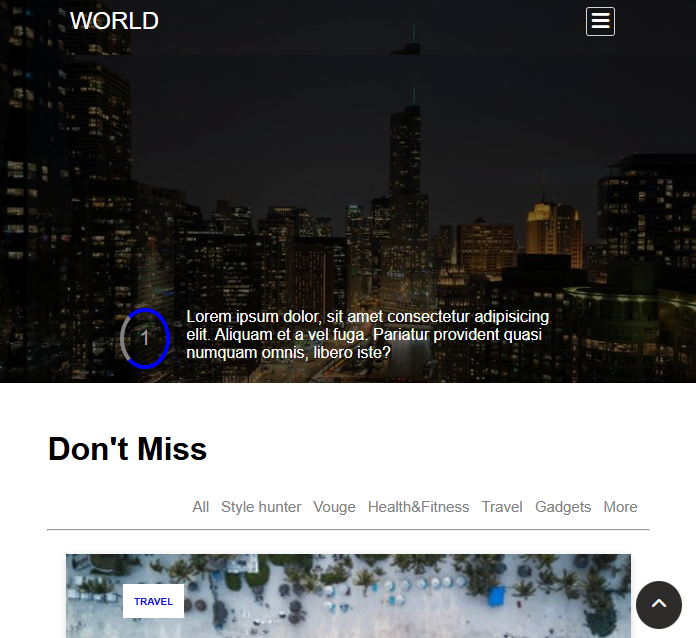 WORLD
1
Lorem ipsum dolor, sit amet consectetur adipisicing
elit. Aliquam et a vel fuga. Pariatur provident quasi
numquam omnis, libero iste?
Don't Miss
All Style hunter Vouge Health&Fitness Travel Gadgets More
TRAVEL